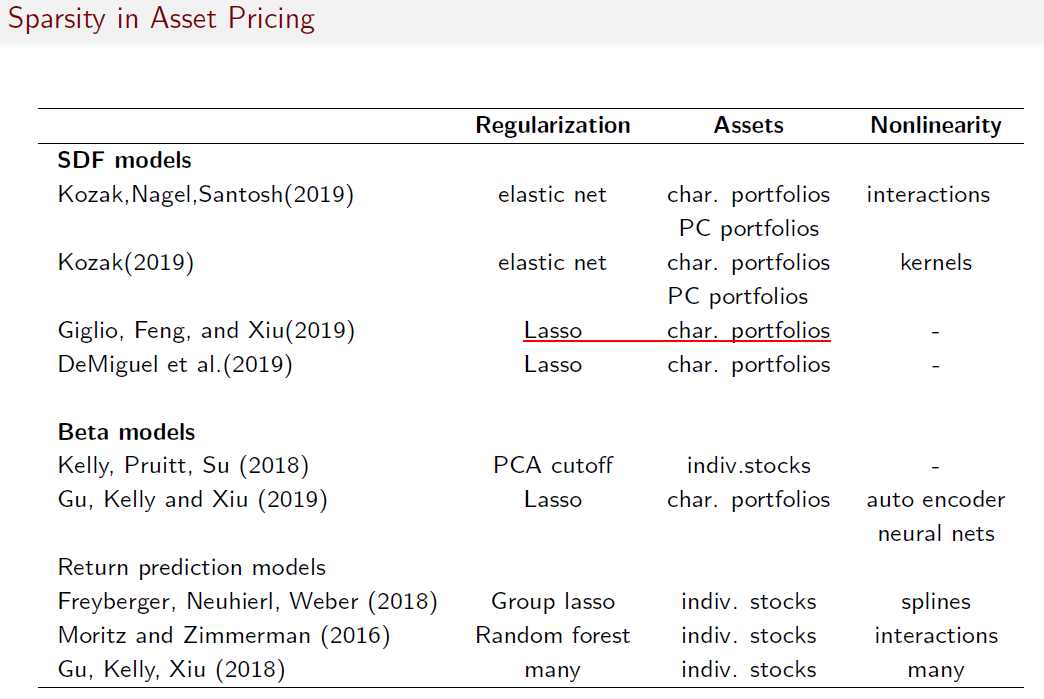 Sparsity in Asset Pricing
Regularization Assets Nonlinearity
SDF models
Kozak,Nagel,Santosh(2019) elastic net char. portfolios interactions
PC portfolios
Kozak(2019) elastic net char. portfolios kernels
PC portfolios
Giglio, Feng, and Xiu(2019) Lasso char. portfolios -
DeMiguel et al.(2019) Lasso char. portfolios -
Beta models
Kelly, Pruitt, Su (2018) PCA cutoff indiv.stocks -
Gu, Kelly and Xiu (2019) Lasso char. portfolios auto encoder
neural nets
Return prediction models
Freyberger, Neuhierl, Weber (2018) Group lasso indiv. stocks splines
Moritz and Zimmerman (2016) Random forest indiv. stocks interactions
Gu, Kelly, Xiu (2018) many indiv. stocks many